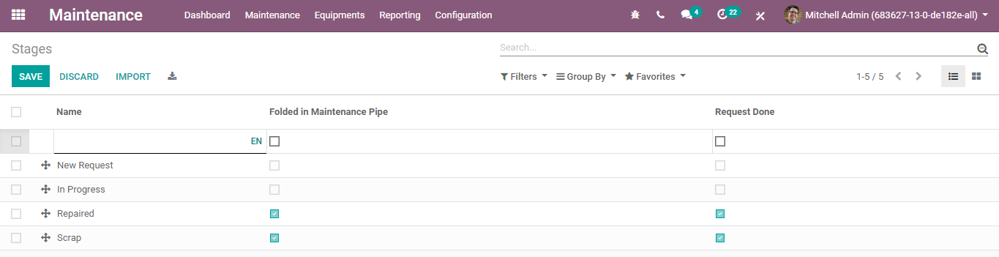 Maintenance Dashboard Maintenance Equipments Reporting Configuration 4 22 Mitchell Admin (683627-13-0-de182e-all)
Stages Search...
SAVE DISCARD IMPORT Filters Group By Favorites 1-5 / 5
Name Folded in Maintenance Pipe Request Done
EN
New Request
In Progress
Repaired
Scrap